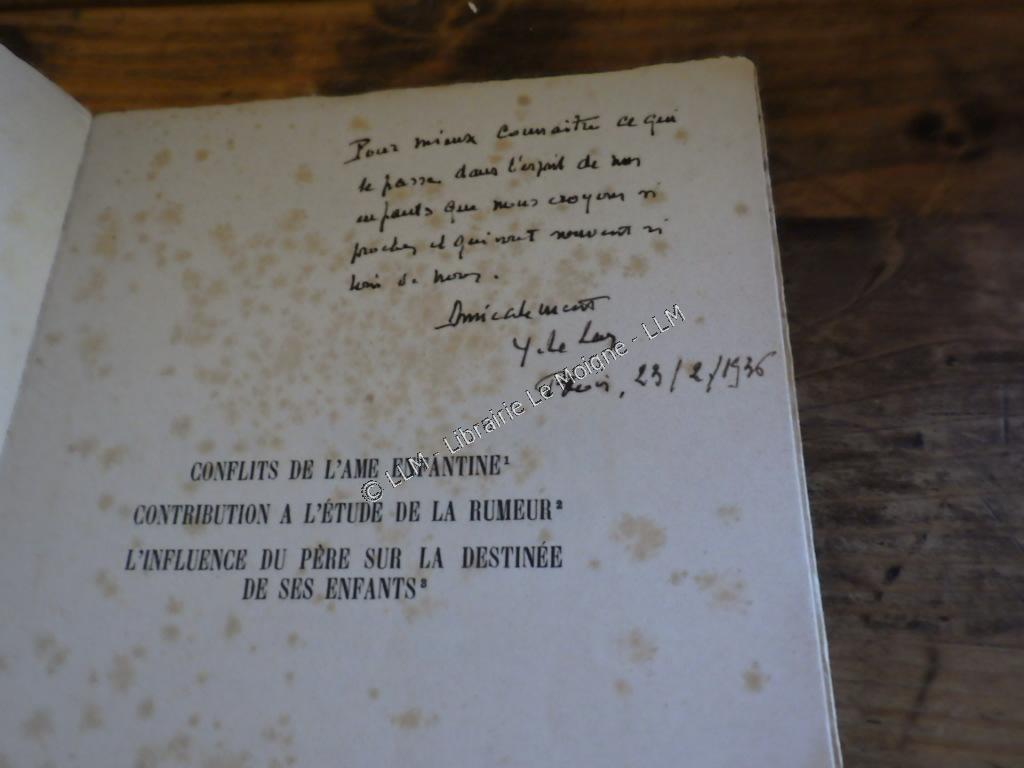 Pour mieux connaitre ce qui
se passe dans l'esprit de nos
enfants que nous croyons si
proches et qui sont souvent si
loin de nous.
Amicalement
Y. Le Lay
23/2/1936
© LLM - Librairie Le Moigne - LLM
CONFLITS DE L'AME ENFANTINE¹
CONTRIBUTION A L'ÉTUDE DE LA RUMEUR²
L'INFLUENCE DU PÈRE SUR LA DESTINÉE
DE SES ENFANTS³